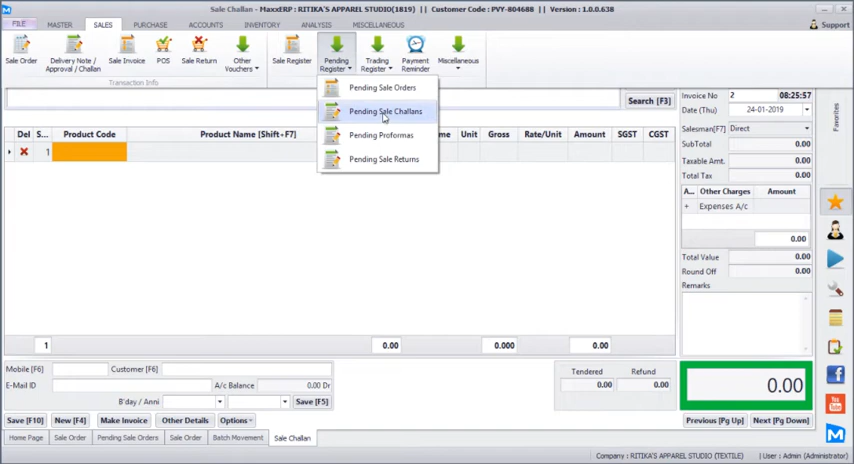 Sale Challan - MaxxERP : RITIKA'S APPAREL STUDIO(1819) || Customer Code : PVY-804688 || Version : 1.0.0.638
FILE MASTER SALES PURCHASE ACCOUNTS INVENTORY ANALYSIS MISCELLANEOUS Support
Sale Order
Delivery Note / Approval / Challan
Sale Invoice
POS
Sale Return
Other Vouchers
Sale Register
Pending Register
Trading Register
Payment Reminder
Miscellaneous
Transaction Info
Pending Sale Orders
Pending Sale Challans
Pending Proformas
Pending Sale Returns
Search [F3]
Invoice No 2 08:25:57
Date (Thu) 24-01-2019
Salesman[F7] Direct
SubTotal 0.00
Taxable Amt. 0.00
Total Tax 0.00
A... Other Charges Amount
+ Expenses A/c
0.00
Total Value 0.00
Round Off 0.00
Remarks
Favorites
Del S... Product Code Product Name [Shift+F7] me Unit Gross Rate/Unit Amount SGST CGST
1
1 0.00 0.000 0.00
Mobile [F6] Customer [F6]
E-Mail ID A/c Balance 0.00 Dr
B'day / Anni Save [F5]
Tendered Refund
0.00 0.00
0.00
Save [F10] New [F4] Make Invoice Other Details Options Previous [Pg Up] Next [Pg Down]
Home Page Sale Order Pending Sale Orders Sale Order Batch Movement Sale Challan
Company : RITIKA'S APPAREL STUDIO (TEXTILE) | User : Admin (Administrator)
You Tube